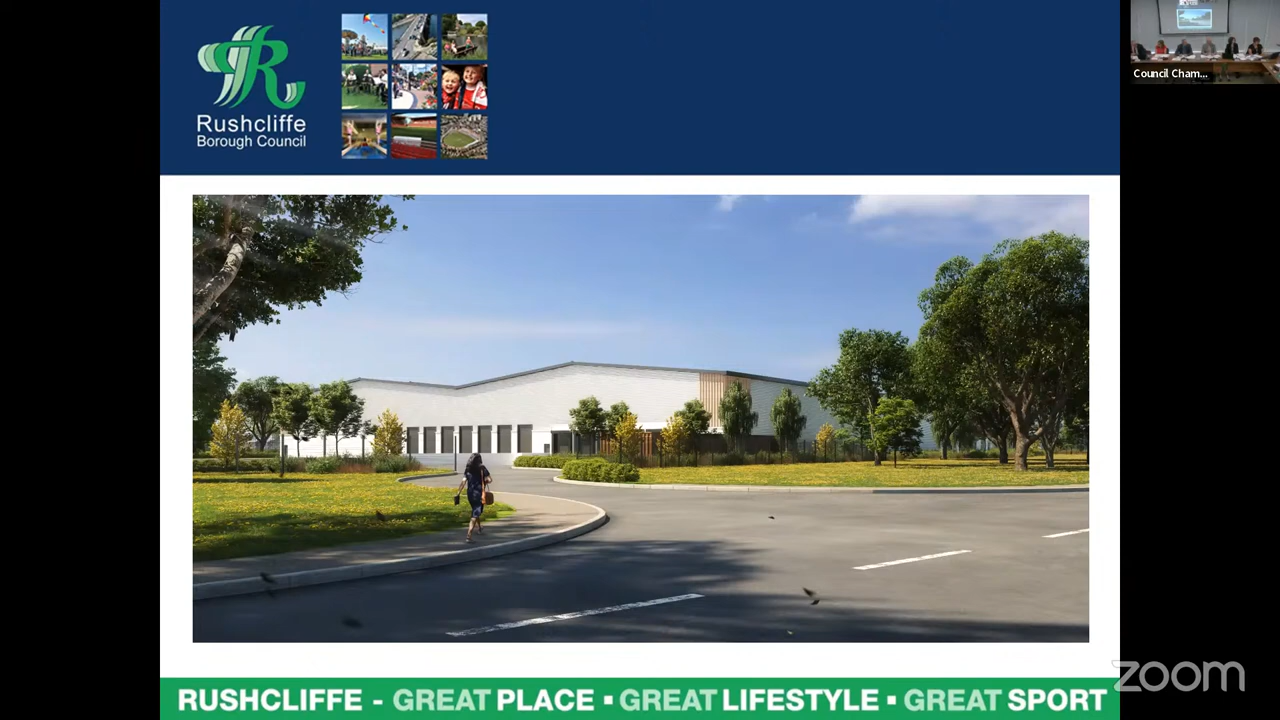 Rushcliffe
Borough Council
Council Cham...
RUSHCLIFFE - GREAT PLACE ▪ GREAT LIFESTYLE ▪ GREAT SPORT
zoom